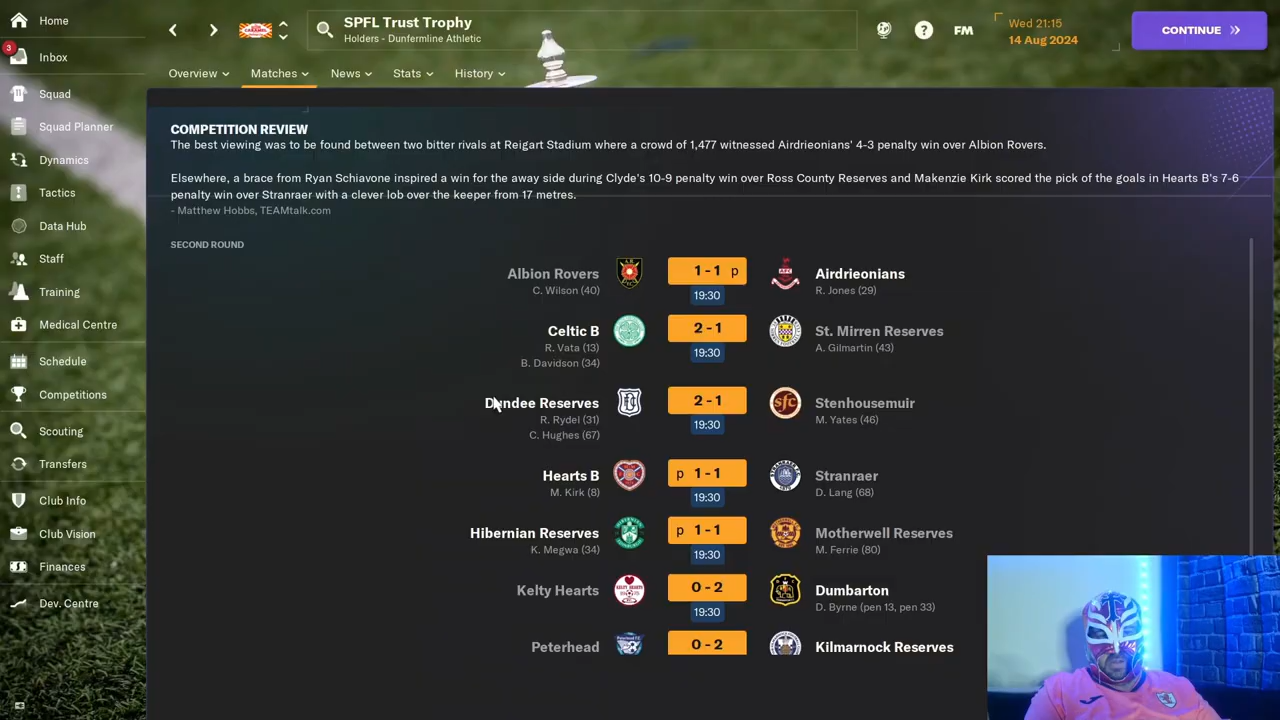 Home
SPFL Trust Trophy
Holders - Dunfermline Athletic
FM
Wed 21:15
14 Aug 2024
CONTINUE
3
Inbox
Overview
Matches
News
Stats
History
Squad
Squad Planner
Dynamics
Tactics
Data Hub
Staff
Training
Medical Centre
Schedule
Competitions
Scouting
Transfers
Club Info
Club Vision
Finances
Dev. Centre
COMPETITION REVIEW
The best viewing was to be found between two bitter rivals at Reigart Stadium where a crowd of 1,477 witnessed Airdrieonians' 4-3 penalty win over Albion Rovers.
Elsewhere, a brace from Ryan Schiavone inspired a win for the away side during Clyde's 10-9 penalty win over Ross County Reserves and Makenzie Kirk scored the pick of the goals in Hearts B's 7-6
penalty win over Stranraer with a clever lob over the keeper from 17 metres.
- Matthew Hobbs, TEAMtalk.com
SECOND ROUND
Albion Rovers 1 - 1 p Airdrieonians
C. Wilson (40) 19:30 R. Jones (29)
Celtic B 2 - 1 St. Mirren Reserves
R. Vata (13) 19:30 A. Gilmartin (43)
B. Davidson (34)
Dundee Reserves 2 - 1 Stenhousemuir
R. Rydel (31) 19:30 M. Yates (46)
C. Hughes (67)
Hearts B p 1 - 1 Stranraer
M. Kirk (8) 19:30 D. Lang (68)
Hibernian Reserves p 1 - 1 Motherwell Reserves
K. Megwa (34) 19:30 M. Ferrie (80)
Kelty Hearts 0 - 2 Dumbarton
19:30 D. Byrne (pen 13, pen 33)
Peterhead 0 - 2 Kilmarnock Reserves